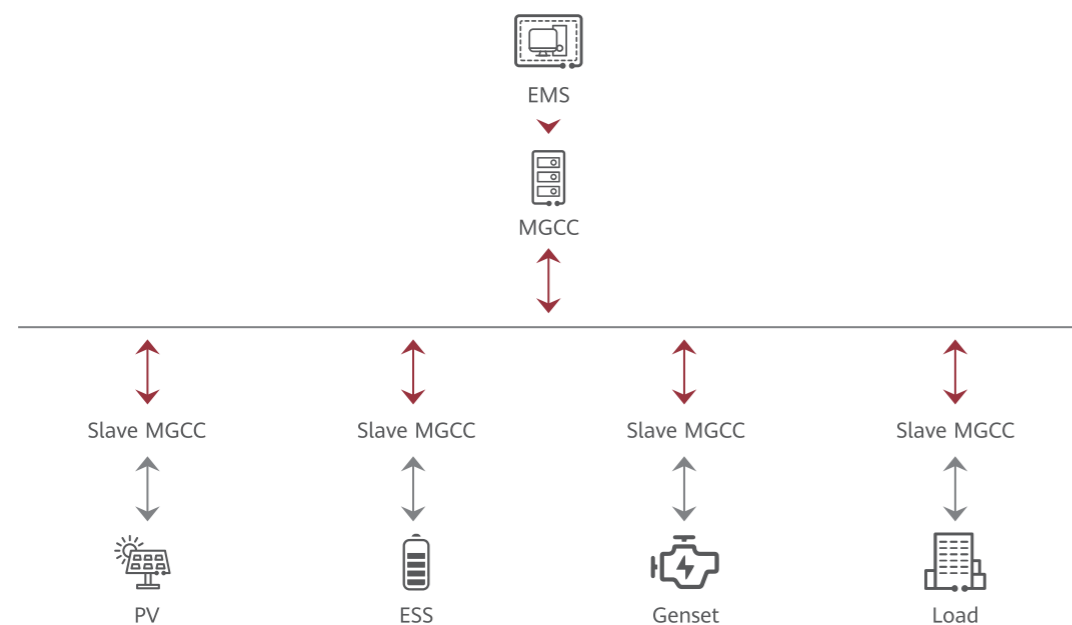 EMS
MGCC
Slave MGCC
Slave MGCC
Slave MGCC
Slave MGCC
PV
ESS
Genset
Load